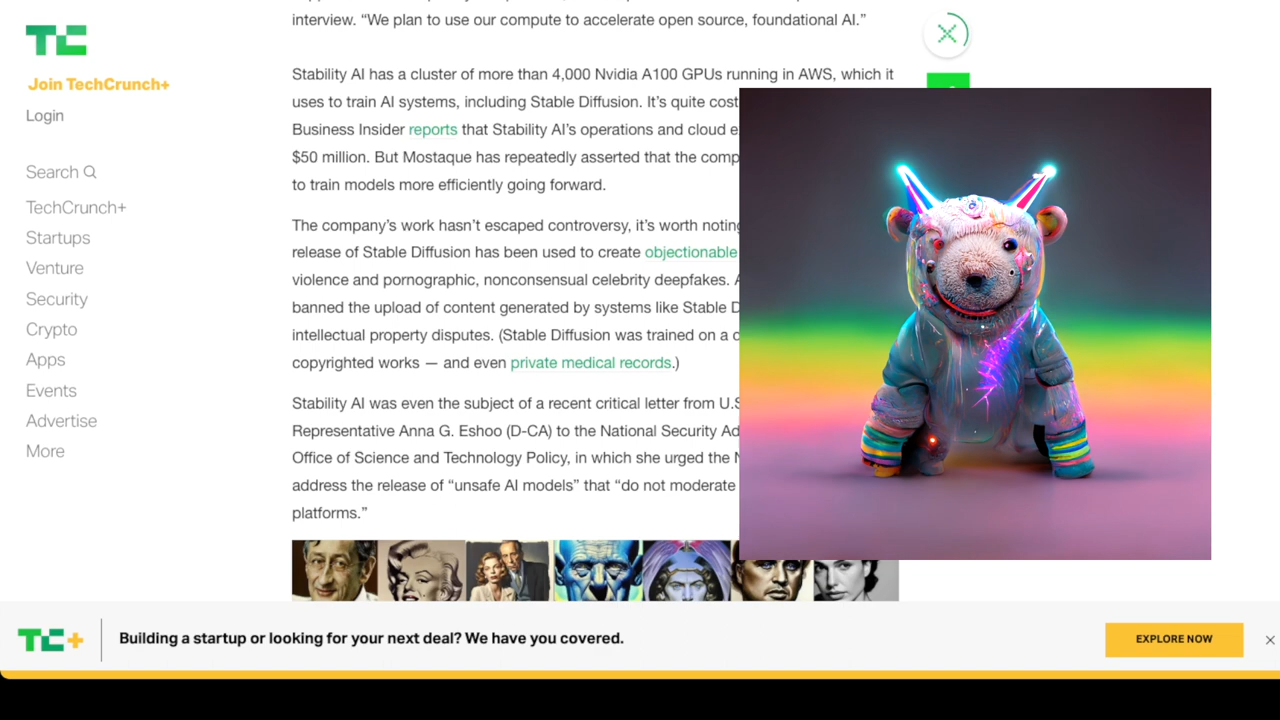 interview. “We plan to use our compute to accelerate open source, foundational AI.”
TC
Join TechCrunch+
Login
Search
TechCrunch+
Startups
Venture
Security
Crypto
Apps
Events
Advertise
More
Stability AI has a cluster of more than 4,000 Nvidia A100 GPUs running in AWS, which it
uses to train AI systems, including Stable Diffusion. It’s quite cost
Business Insider reports that Stability AI’s operations and cloud e
$50 million. But Mostaque has repeatedly asserted that the comp
to train models more efficiently going forward.
The company’s work hasn’t escaped controversy, it’s worth noting
release of Stable Diffusion has been used to create objectionable
violence and pornographic, nonconsensual celebrity deepfakes. A
banned the upload of content generated by systems like Stable D
intellectual property disputes. (Stable Diffusion was trained on a d
copyrighted works — and even private medical records.)
Stability AI was even the subject of a recent critical letter from U.S
Representative Anna G. Eshoo (D-CA) to the National Security Ad
Office of Science and Technology Policy, in which she urged the N
address the release of “unsafe AI models” that “do not moderate
platforms.”
TC+
Building a startup or looking for your next deal? We have you covered.
EXPLORE NOW